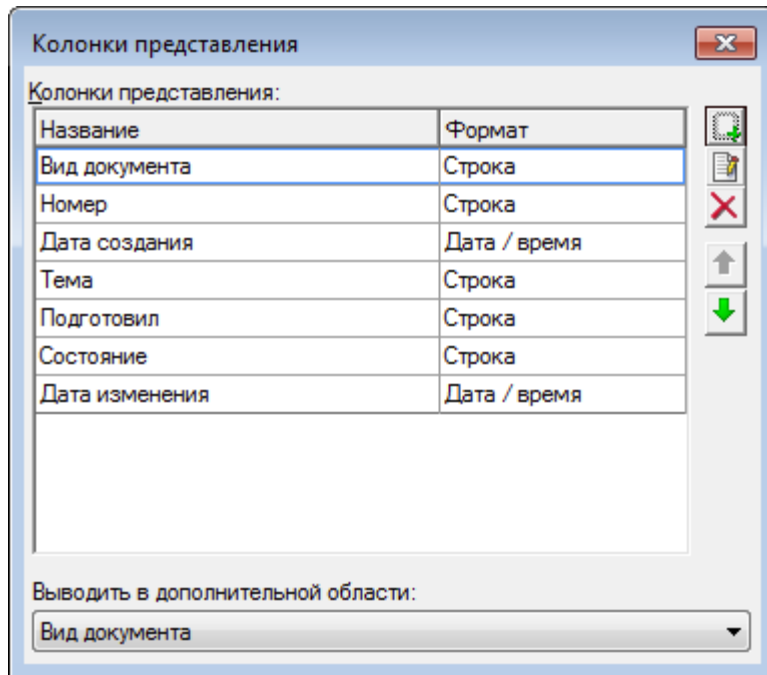 Колонки представления
Колонки представления:
Название Формат
Вид документа Строка
Номер Строка
Дата создания Дата / время
Тема Строка
Подготовил Строка
Состояние Строка
Дата изменения Дата / время
Выводить в дополнительной области:
Вид документа